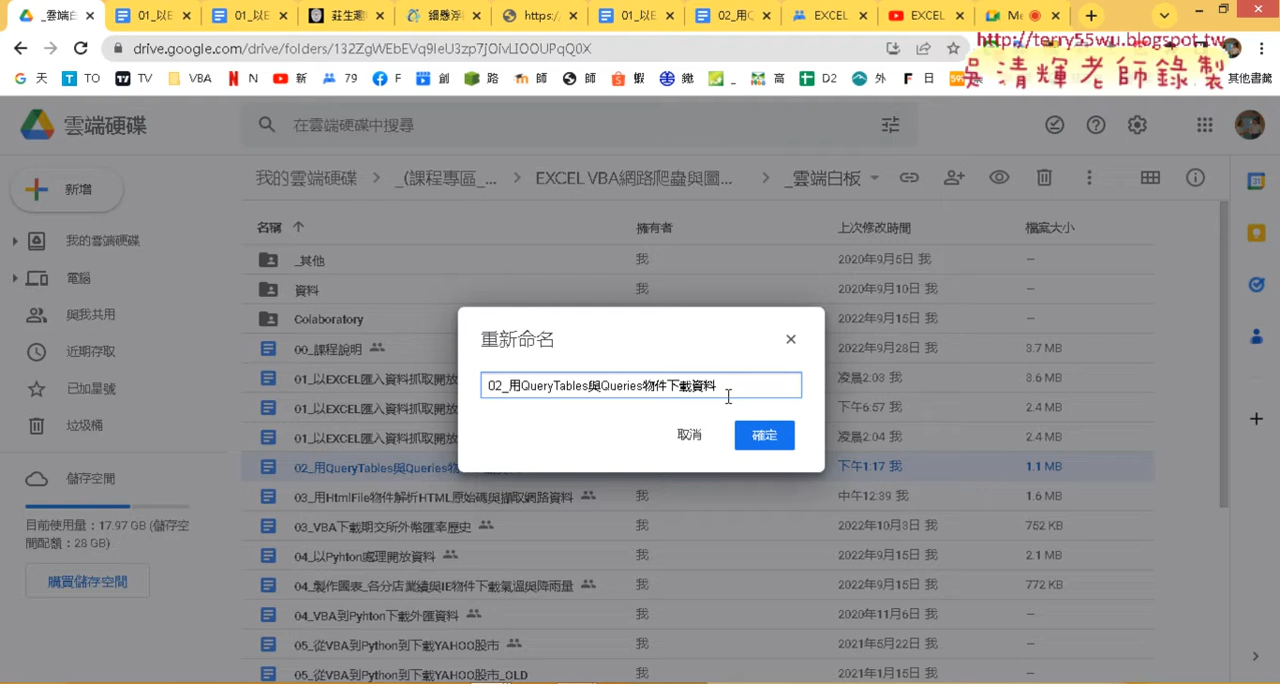 _雲端白
01_以E
01_以E
莊生趣
錯懸浮
https:/
01_以E
02_用C
EXCEL
EXCEL
Me
drive.google.com/drive/folders/132ZgWEbEVq9IeU3zp7jOivLIOOUPqQ0X
http://terry55wu.blogspot.tw
吳清輝老師錄製
天
TO
TV
VBA
N
新
79
F
創
路
師
師
蝦
_
高
D2
外
日
其他書籤
雲端硬碟
在雲端硬碟中搜尋
新增
我的雲端硬碟
電腦
與我共用
近期存取
已加星號
垃圾桶
儲存空間
目前使用量：17.97 GB (儲存空
間配額：28 GB)
購買儲存空間
我的雲端硬碟 > _(課程專區_... > EXCEL VBA網路爬蟲與圖... > _雲端白板
名稱 擁有者 上次修改時間 檔案大小
_其他 我 2020年9月5日 我 —
資料 我 2020年9月10日 我 —
Colaboratory 2022年9月15日 我 —
00_課程說明 2022年9月28日 我 3.7 MB
01_以EXCEL匯入資料抓取開放 凌晨2:03 我 3.6 MB
01_以EXCEL匯入資料抓取開放 下午6:57 我 2.4 MB
01_以EXCEL匯入資料抓取開放 凌晨2:04 我 2.4 MB
02_用QueryTables與Queries物 下午1:17 我 1.1 MB
03_用HtmlFile物件解析HTML原始碼與擷取網路資料 我 中午12:39 我 1.6 MB
03_VBA下載期交所外幣匯率歷史 我 2022年10月3日 我 752 KB
04_以Pyhton處理開放資料 我 2022年9月15日 我 2.1 MB
04_製作圖表_各分店業績與IE物件下載氣溫與降雨量 我 2022年9月15日 我 772 KB
04_VBA到Pyhton下載外匯資料 我 2020年11月6日 我
05_從VBA到Python到下載YAHOO股市 我 2021年5月22日 我
05_從VBA到Python到下載YAHOO股市_OLD 我 2021年1月15日 我
重新命名
02_用QueryTables與Queries物件下載資料
取消
確定